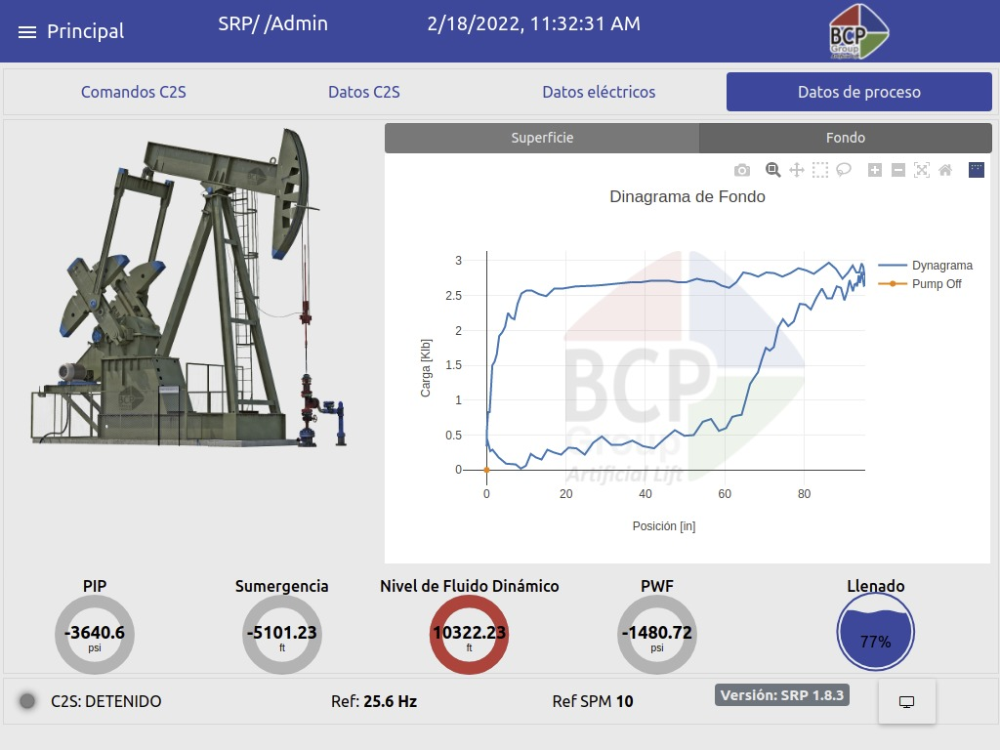 Principal
SRP/ /Admin
2/18/2022, 11:32:31 AM
BCP
Group
Artificial Lift
Comandos C2S
Datos C2S
Datos eléctricos
Datos de proceso
Superficie
Fondo
Dinagrama de Fondo
3
2.5
2
1.5
1
0.5
0
Carga [Klb]
0 20 40 60 80
Posición [in]
Dynagrama
Pump Off
BCP
Group
Artificial Lift
BCP
PIP
-3640.6
psi
Sumergencia
-5101.23
ft
Nivel de Fluido Dinámico
10322.23
ft
PWF
-1480.72
psi
Llenado
77%
C2S: DETENIDO
Ref: 25.6 Hz
Ref SPM 10
Versión: SRP 1.8.3